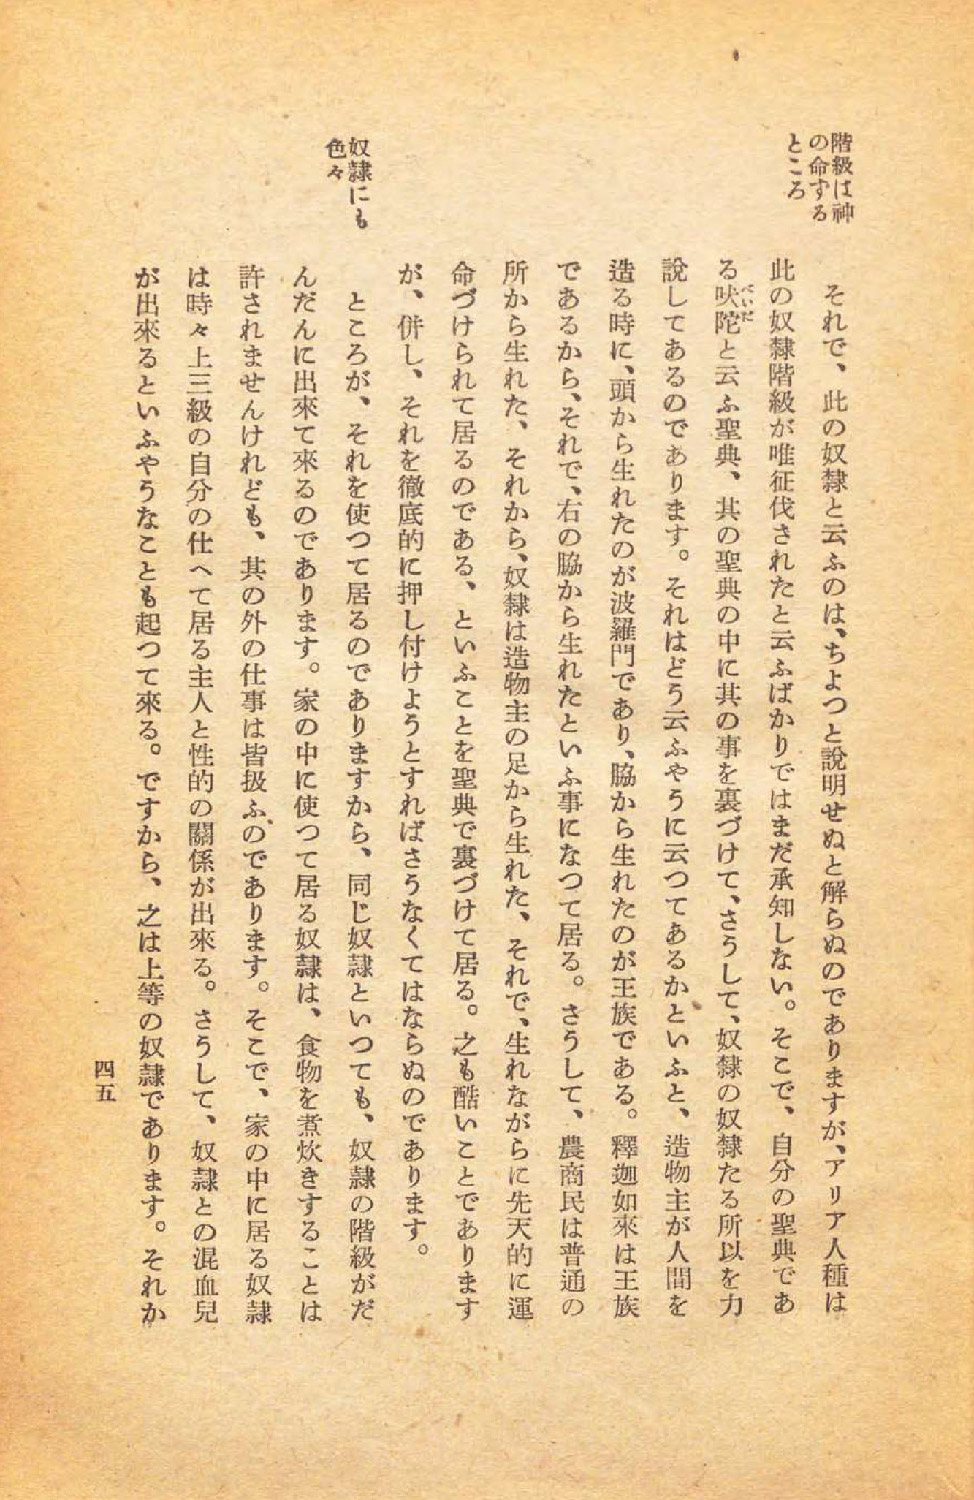 階級は神
の命する
ところ
それで、此の奴隸と云ふのは、ちよつと說明せぬと解らぬのでありますが、アリア人種は
此の奴隸階級が唯征伐されたと云ふばかりではまだ承知しない。そこで、自分の聖典であ
る吠陀と云ふ聖典、其の聖典の中に其の事を裏づけて、さうして、奴隸の奴隸たる所以を力
說してあるのであります。それはどう云ふやうに云つてあるかといふと、造物主が人間を
造る時に、頭から生れたのが波羅門であり、脇から生れたのが王族である。釋迦如來は王族
であるから、それで、右の脇から生れたといふ事になつて居る。さうして、農商民は普通の
所から生れた、それから、奴隸は造物主の足から生れた、それで、生れながらに先天的に運
命づけられて居るのである、といふことを聖典で裏づけて居る。之も酷いことであります
が、併し、それを徹底的に押し付けようとすればさうなくてはならぬのであります。
奴隸にも
色々
ところが、それを使つて居るのでありますから、同じ奴隸といつても、奴隸の階級がだ
んだんに出來て來るのであります。家の中に使つて居る奴隸は、食物を煮炊きすることは
許されませんけれども、其の外の仕事は皆扱ふのであります。そこで、家の中に居る奴隸
は時々上三級の自分の仕へて居る主人と性的の關係が出來る。さうして、奴隸との混血兒
が出來るといふやうなことも起つて來る。ですから、之は上等の奴隸であります。それか
四五